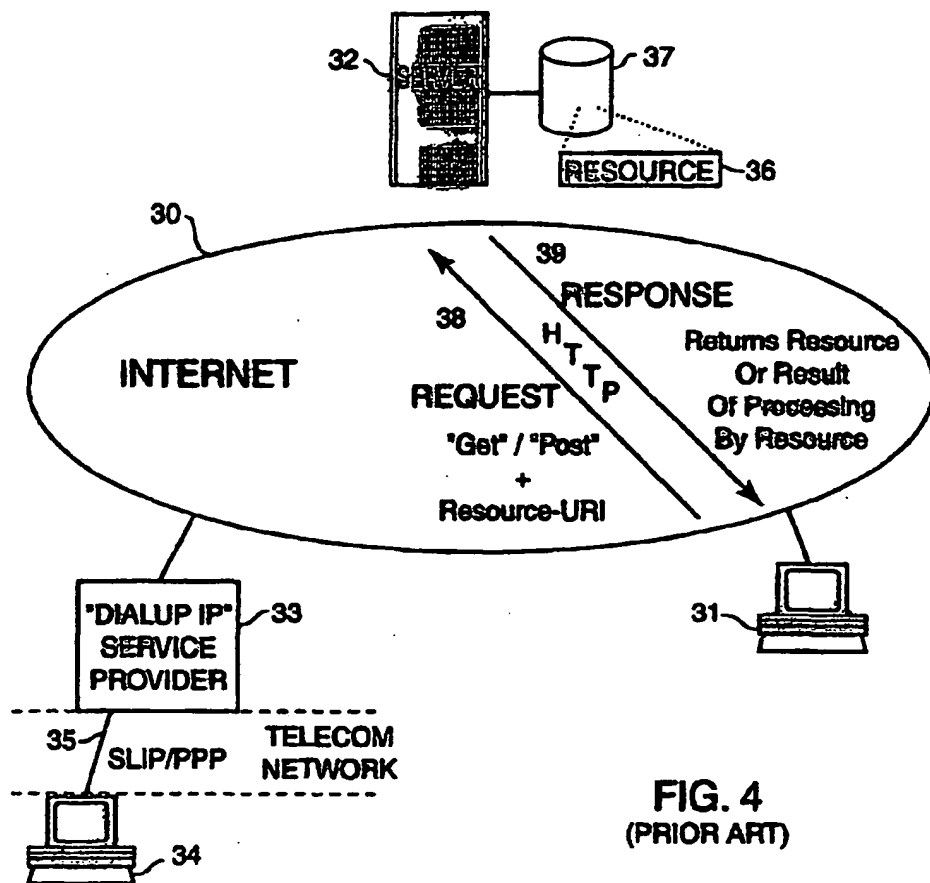 32
SERVER
37
RESOURCE
36
30
39
RESPONSE
38
HTTP
INTERNET
REQUEST
"Get" / "Post"
+
Resource-URI
Returns Resource
Or Result
Of Processing
By Resource
"DIALUP IP"
SERVICE
PROVIDER
33
31
35
SLIP/PPP
TELECOM
NETWORK
34
FIG. 4
(PRIOR ART)